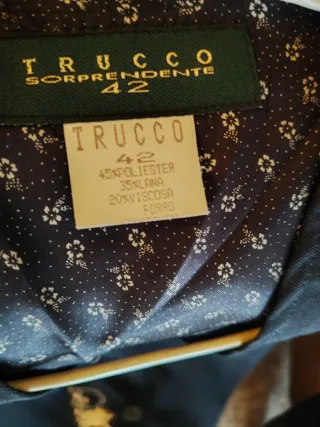 TRUCCO
SORPRENDENTE
42
TRUCCO
42
45%POLIESTER
35%LANA
20%VISCOSA
FORRO